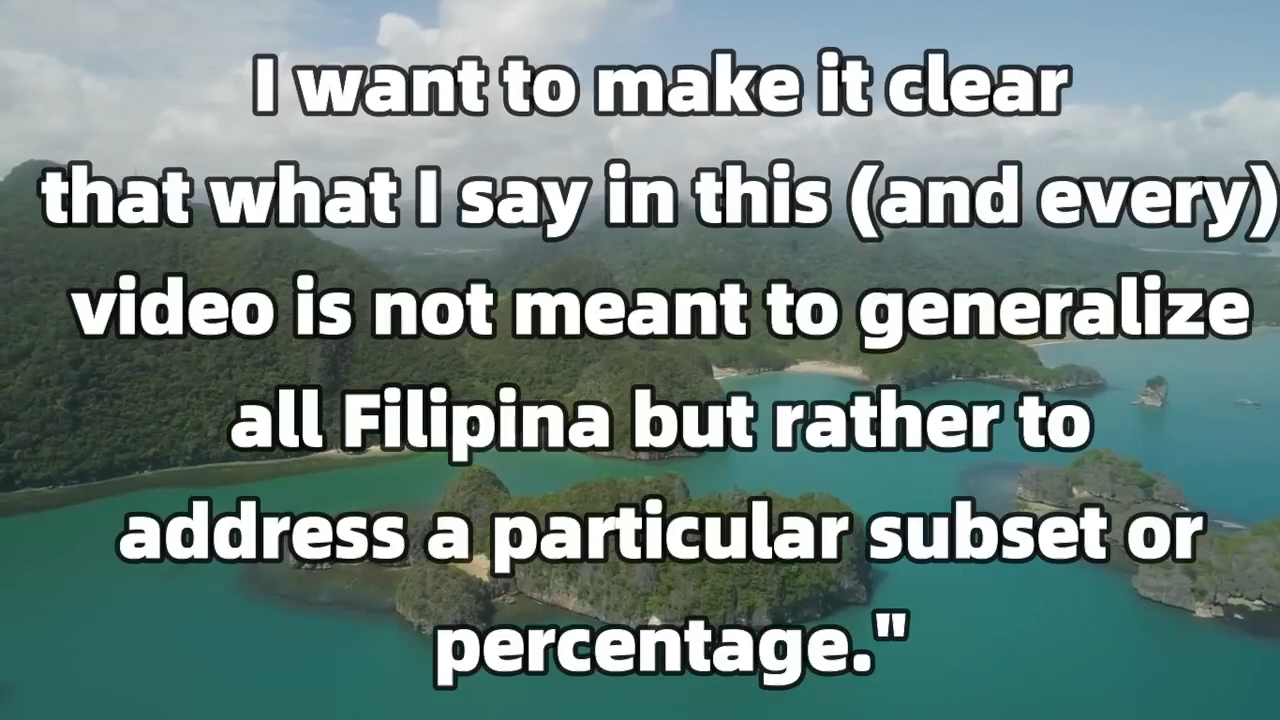 I want to make it clear
that what I say in this (and every)
video is not meant to generalize
all Filipina but rather to
address a particular subset or
percentage."